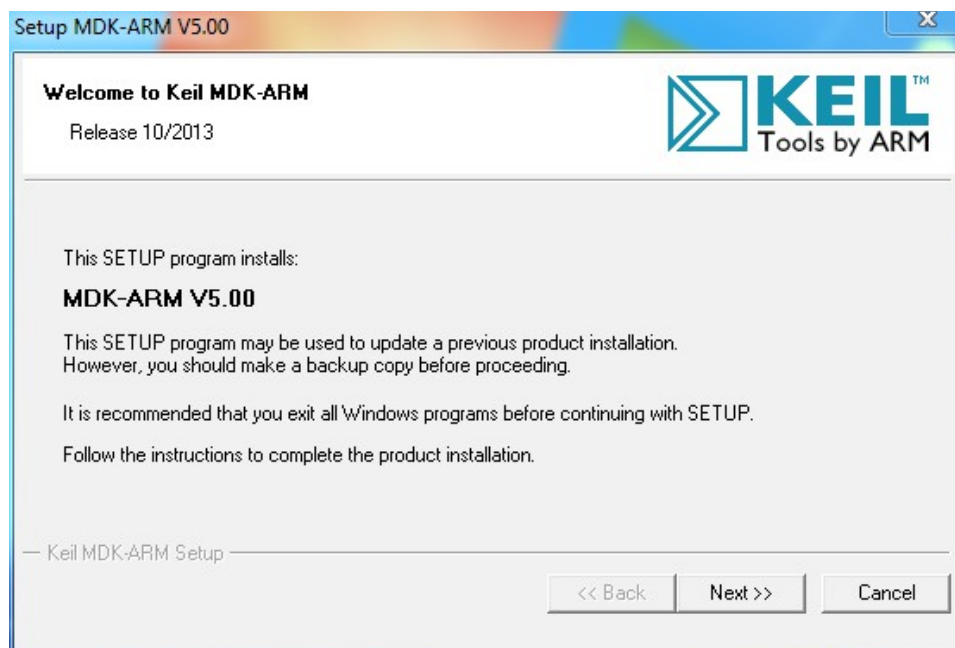 Setup MDK-ARM V5.00
Welcome to Keil MDK-ARM
Release 10/2013
KEIL™
Tools by ARM
This SETUP program installs:
MDK-ARM V5.00
This SETUP program may be used to update a previous product installation.
However, you should make a backup copy before proceeding.
It is recommended that you exit all Windows programs before continuing with SETUP.
Follow the instructions to complete the product installation.
Keil MDK-ARM Setup
<< Back Next >> Cancel